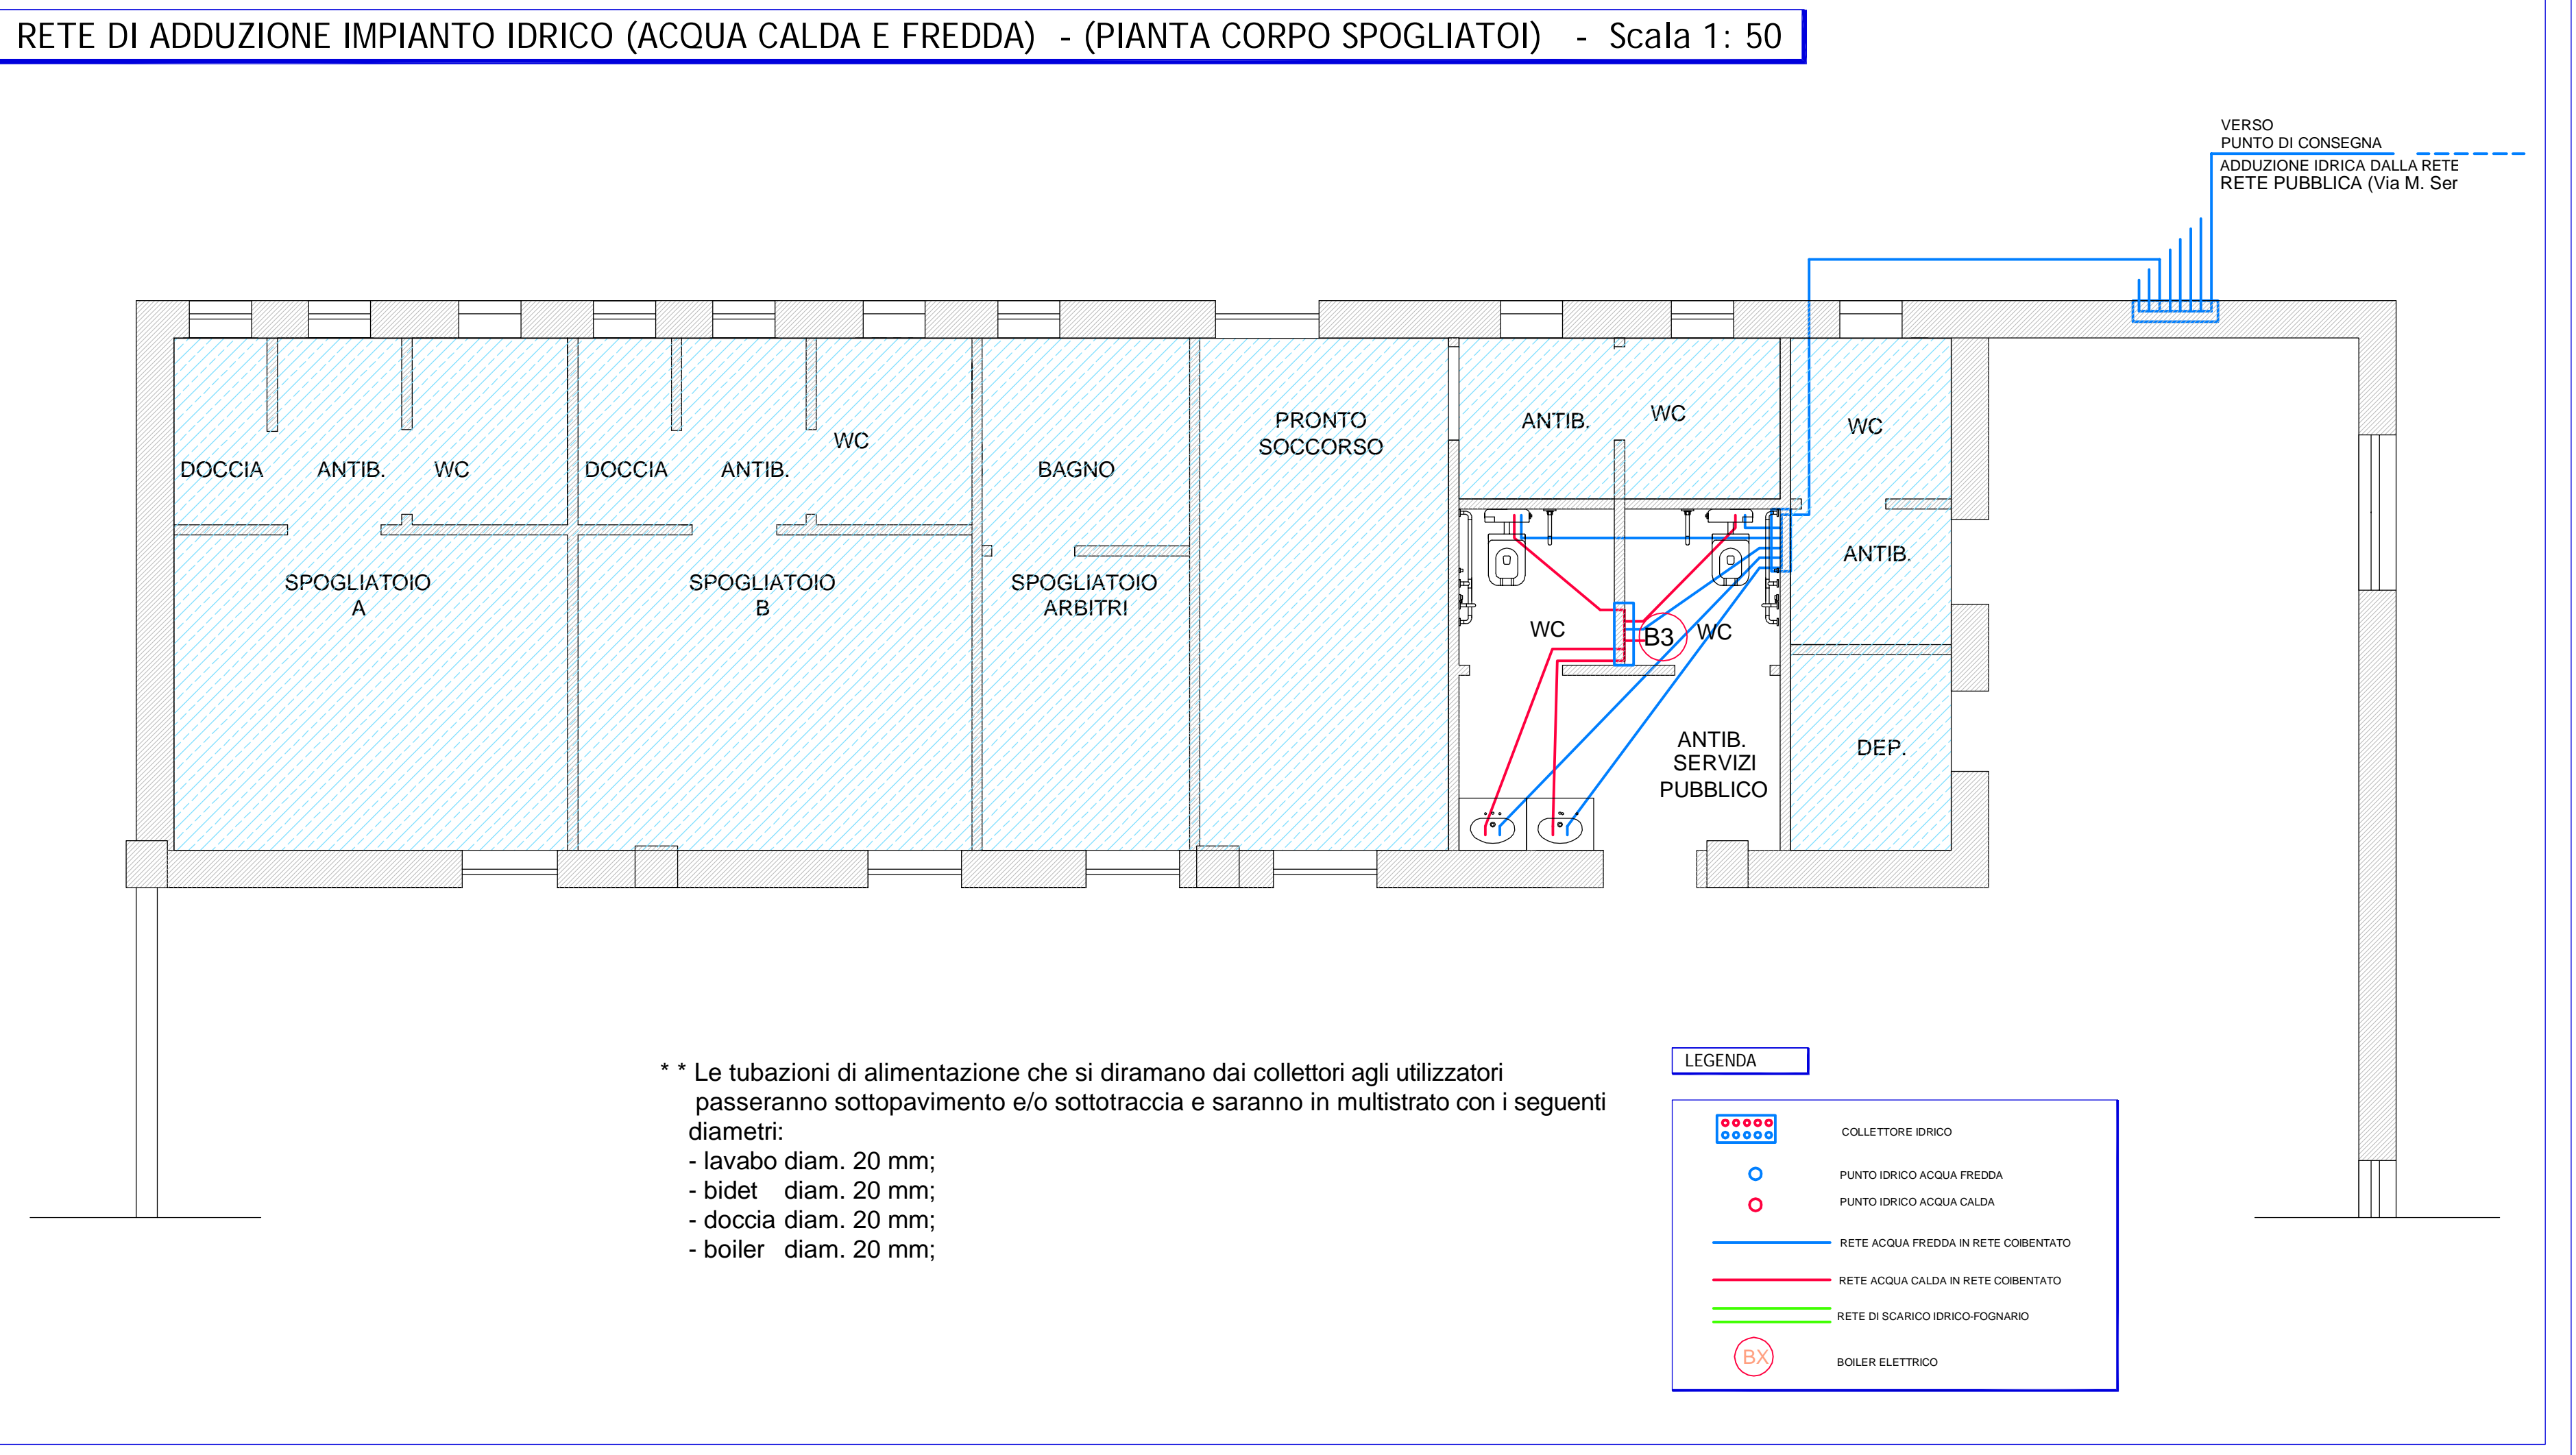 RETE DI ADDUZIONE IMPIANTO IDRICO (ACQUA CALDA E FREDDA) - (PIANTA CORPO SPOGLIATOI) - Scala 1: 50
VERSO
PUNTO DI CONSEGNA
ADDUZIONE IDRICA DALLA RETE
RETE PUBBLICA (Via M. Ser
DOCCIA
ANTIB.
WC
DOCCIA
ANTIB.
WC
BAGNO
PRONTO
SOCCORSO
ANTIB.
WC
WC
ANTIB.
SPOGLIATOIO
A
SPOGLIATOIO
B
SPOGLIATOIO
ARBITRI
WC
B3
WC
ANTIB.
SERVIZI
PUBBLICO
DEP.
* * Le tubazioni di alimentazione che si diramano dai collettori agli utilizzatori
passeranno sottopavimento e/o sottotraccia e saranno in multistrato con i seguenti
diametri:
- lavabo diam. 20 mm;
- bidet diam. 20 mm;
- doccia diam. 20 mm;
- boiler diam. 20 mm;
LEGENDA
COLLETTORE IDRICO
PUNTO IDRICO ACQUA FREDDA
PUNTO IDRICO ACQUA CALDA
RETE ACQUA FREDDA IN RETE COIBENTATO
RETE ACQUA CALDA IN RETE COIBENTATO
RETE DI SCARICO IDRICO-FOGNARIO
BX
BOILER ELETTRICO